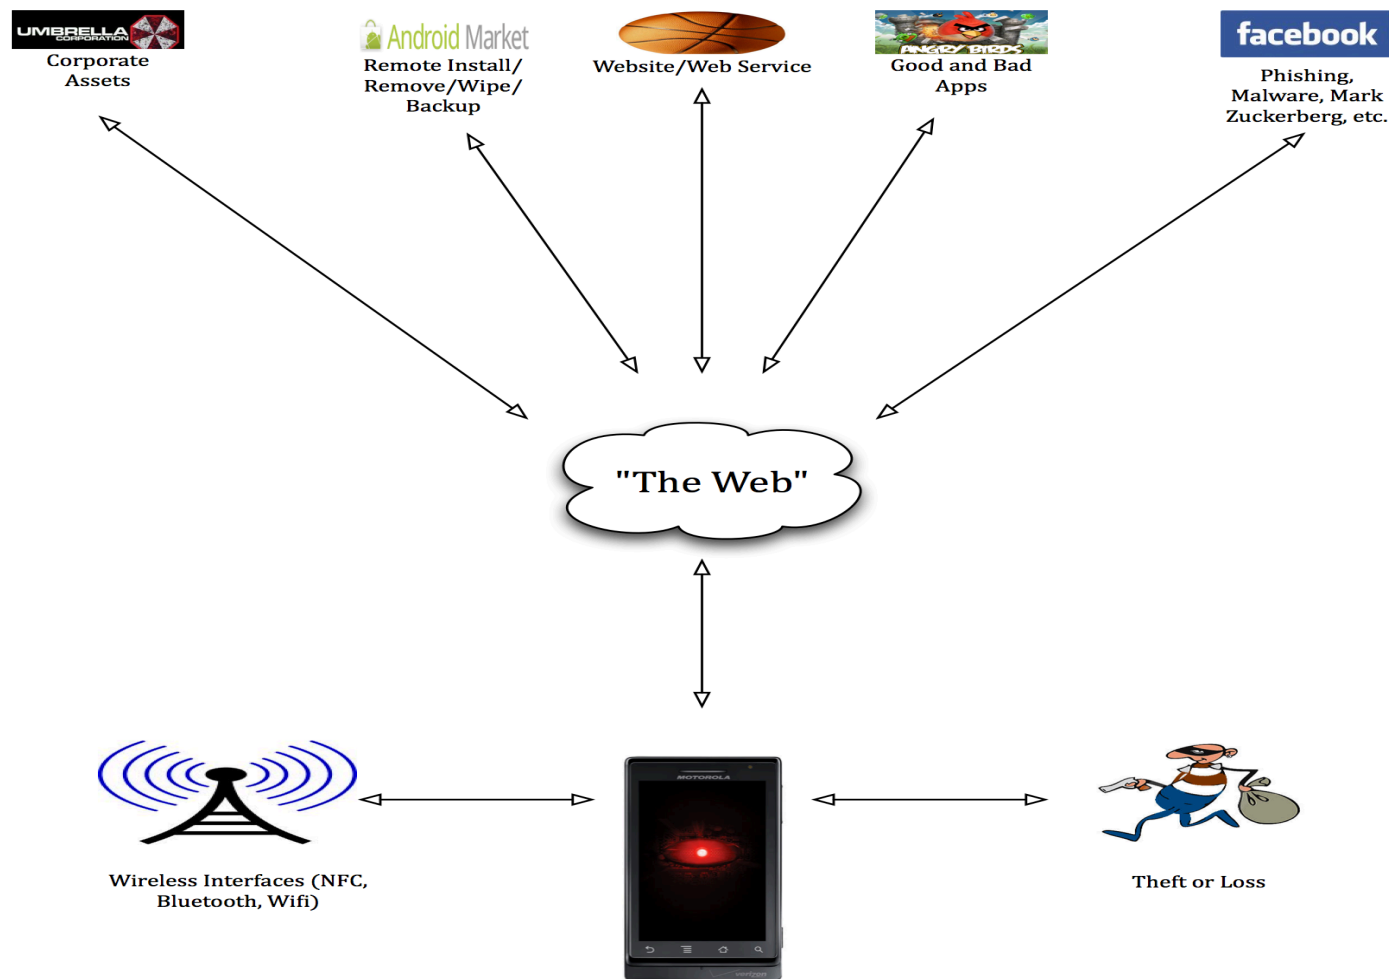 UMBRELLA
CORPORATION
Corporate
Assets
Android Market
Remote Install/
Remove/Wipe/
Backup
Website/Web Service
ANGRY BIRDS
Good and Bad
Apps
facebook
Phishing,
Malware, Mark
Zuckerberg, etc.
"The Web"
Wireless Interfaces (NFC,
Bluetooth, Wifi)
MOTOROLA
verizon
Theft or Loss